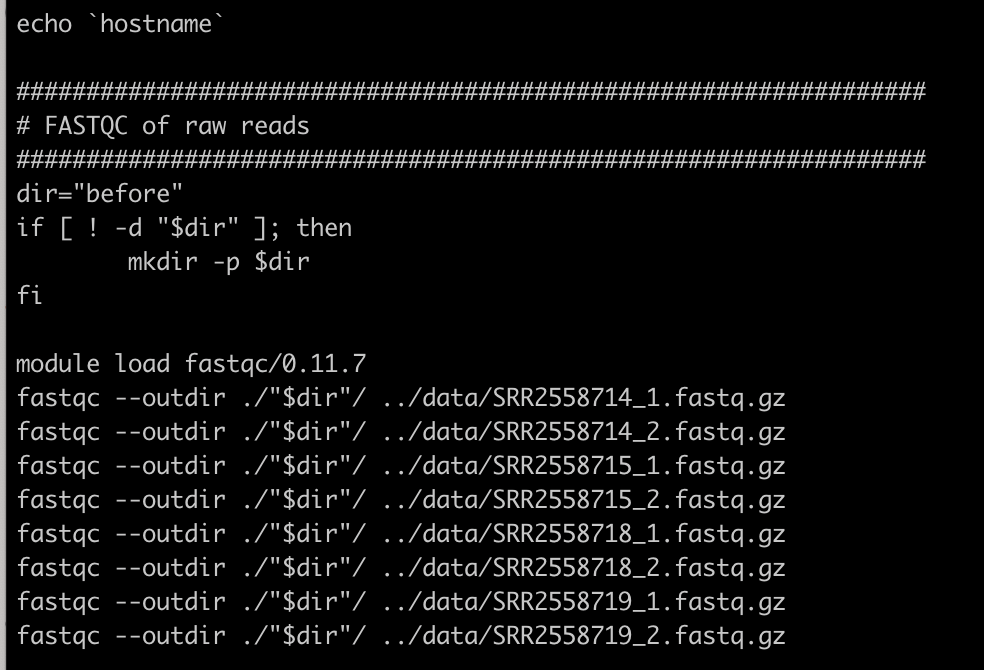 echo `hostname`
#################################################################
# FASTQC of raw reads
#################################################################
dir="before"
if [ ! -d "$dir" ]; then
        mkdir -p $dir
fi
module load fastqc/0.11.7
fastqc --outdir ./"$dir"/ ../data/SRR2558714_1.fastq.gz
fastqc --outdir ./"$dir"/ ../data/SRR2558714_2.fastq.gz
fastqc --outdir ./"$dir"/ ../data/SRR2558715_1.fastq.gz
fastqc --outdir ./"$dir"/ ../data/SRR2558715_2.fastq.gz
fastqc --outdir ./"$dir"/ ../data/SRR2558718_1.fastq.gz
fastqc --outdir ./"$dir"/ ../data/SRR2558718_2.fastq.gz
fastqc --outdir ./"$dir"/ ../data/SRR2558719_1.fastq.gz
fastqc --outdir ./"$dir"/ ../data/SRR2558719_2.fastq.gz